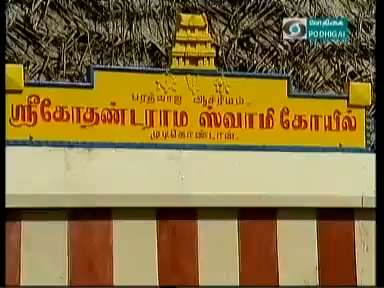 பொதிகை
PODHIGAI
பரத்வாஜ ஆச்ரமம்.
ஸ்ரீகோதண்டராம ஸ்வாமி கோயில்
முடிகொண்டான்.